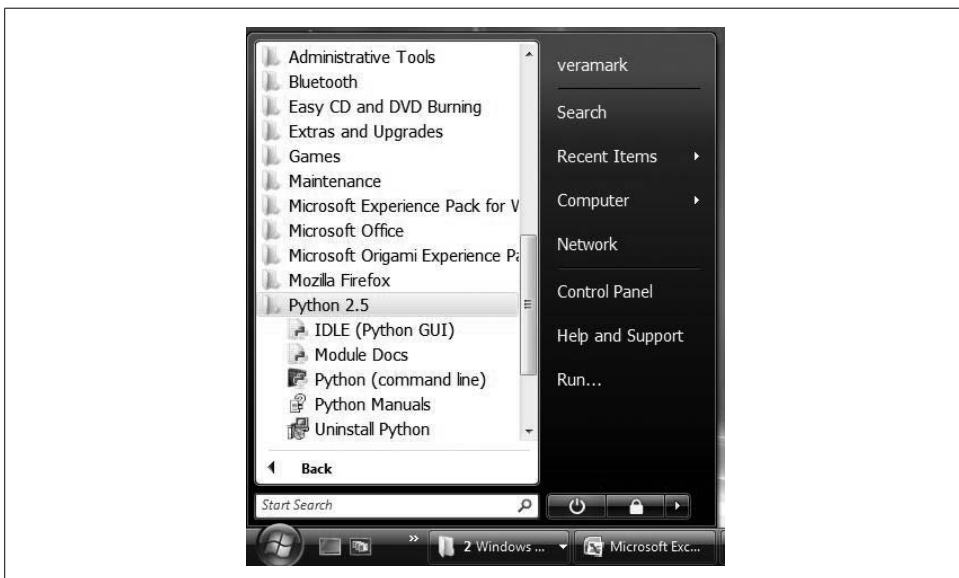 Administrative Tools
Bluetooth
Easy CD and DVD Burning
Extras and Upgrades
Games
Maintenance
Microsoft Experience Pack for
Microsoft Office
Microsoft Origami Experience
Mozilla Firefox
Python 2.5
IDLE (Python GUI)
Module Docs
Python (command line)
Python Manuals
Uninstall Python
Back
Start Search
veramark
Search
Recent Items
Computer
Network
Control Panel
Help and Support
Run...
2 Windows ...
Microsoft Exc...